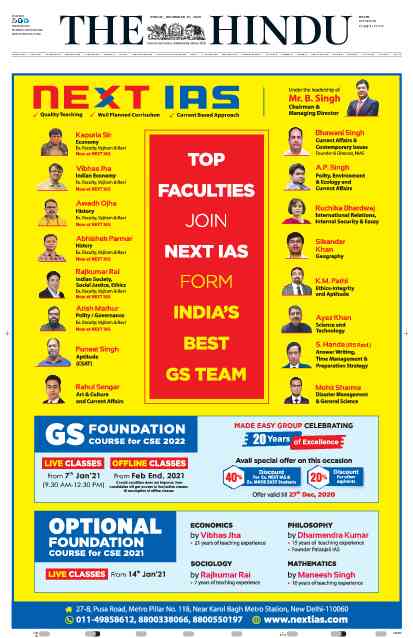 THE HINDU
NEXT IAS
✓ Quality Teaching ✓ Well Planned Curriculum ✓ Current Based Approach
Under the leadership of
Mr. B. Singh
Chairman &
Managing Director
Kapuria Sir
Economy
Ex. Faculty, Vajiram & Ravi
Now at NEXT IAS
Vibhas Jha
Indian Economy
Ex. Faculty, Vajiram & Ravi
Now at NEXT IAS
Awadh Ojha
History
Ex. Faculty, Vajiram & Ravi
Now at NEXT IAS
Abhishek Parmar
History
Ex. Faculty, Vajiram & Ravi
Now at NEXT IAS
Rajkumar Rai
Indian Society,
Social Justice, Ethics
Ex. Faculty, Vajiram & Ravi
Now at NEXT IAS
Atish Mathur
Polity / Governance
Ex. Faculty, Vajiram & Ravi
Now at NEXT IAS
Puneet Singh
Aptitude
(CSAT)
Rahul Sengar
Art & Culture
and Current Affairs
TOP
FACULTIES
JOIN
NEXT IAS
FORM
INDIA'S
BEST
GS TEAM
Bhawani Singh
Current Affairs &
Contemporary Issues
A.P. Singh
Polity, Environment
& Ecology and
Current Affairs
Ruchika Bhardwaj
International Relations,
Internal Security & Essay
Sikandar
Khan
Geography
K.M. Pathi
Ethics-Integrity
and Aptitude
Ayaz Khan
Science and
Technology
S. Handa (IRS Resd.)
Answer Writing,
Time Management &
Preparation Strategy
Mohit Sharma
Disaster Management
& General Science
GS FOUNDATION
COURSE for CSE 2022
LIVE CLASSES OFFLINE CLASSES
From 7th Jan'21
(9.30 AM-12:30 PM)
From Feb End, 2021
MADE EASY GROUP CELEBRATING
20 Years of Excellence
Avail special offer on this occasion
40% Discount
For Ex. NEXT IAS &
Ex. MADE EASY Students
20% Discount
For other
aspirants
Offer valid till 27th Dec, 2020
OPTIONAL
FOUNDATION
COURSE for CSE 2021
LIVE CLASSES From 14th Jan'21
ECONOMICS
by Vibhas Jha
• 21 years of teaching experience
PHILOSOPHY
by Dharmendra Kumar
• 15 years of teaching experience
• Founder Patanjali IAS
SOCIOLOGY
by Rajkumar Rai
• 7 years of teaching experience
MATHEMATICS
by Maneesh Singh
• 10 years of teaching experience
27-B, Pusa Road, Metro Pillar No. 118, Near Karol Bagh Metro Station, New Delhi-110060
011-49858612, 8800338066, 8800550197 www.nextias.com